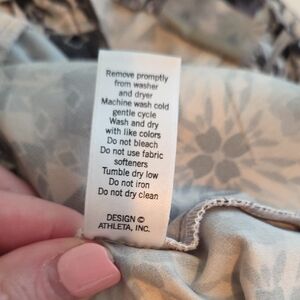 Remove promptly
from washer
and dryer
Machine wash cold
gentle cycle
Wash and dry
with like colors
Do not bleach
Do not use fabric
softeners
Tumble dry low
Do not iron
Do not dry clean
DESIGN ©
ATHLETA, INC.